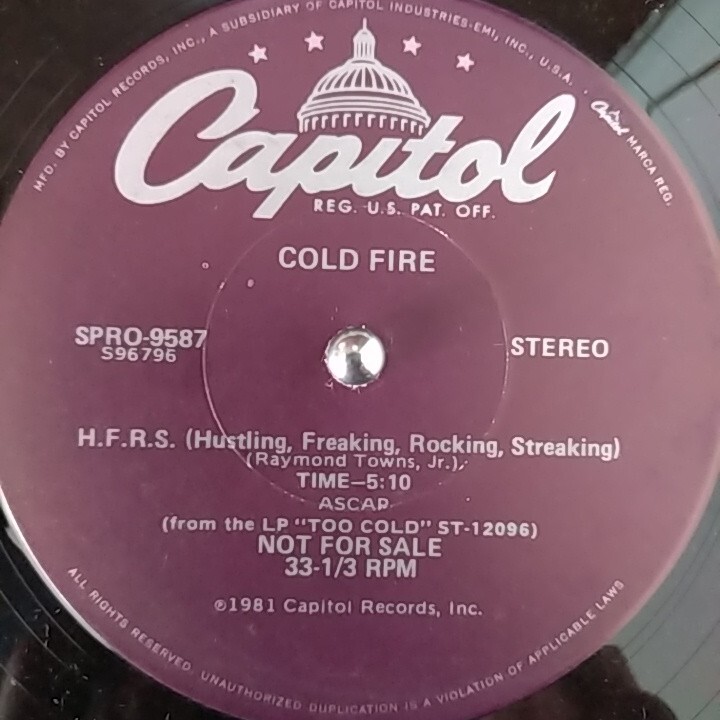 MFD. BY CAPITOL RECORDS, INC., A SUBSIDIARY OF CAPITOL INDUSTRIES-EMI, INC., U.S.A. · Capitol MARCA REG.
Capitol
REG. U.S. PAT. OFF.
COLD FIRE
SPRO-9587
S96796
STEREO
H.F.R.S. (Hustling, Freaking, Rocking, Streaking)
(Raymond Towns, Jr.)
TIME—5:10
ASCAP
(from the LP "TOO COLD" ST-12096)
NOT FOR SALE
33-1/3 RPM
℗1981 Capitol Records, Inc.
ALL RIGHTS RESERVED. UNAUTHORIZED DUPLICATION IS A VIOLATION OF APPLICABLE LAWS